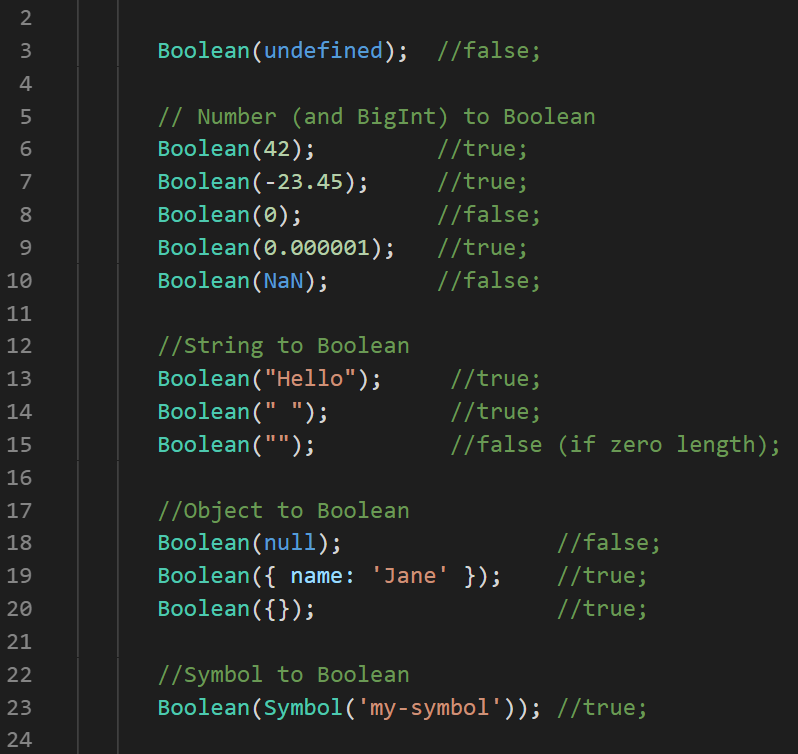 2
3 Boolean(undefined); //false;
4
5 // Number (and BigInt) to Boolean
6 Boolean(42); //true;
7 Boolean(-23.45); //true;
8 Boolean(0); //false;
9 Boolean(0.000001); //true;
10 Boolean(NaN); //false;
11
12 //String to Boolean
13 Boolean("Hello"); //true;
14 Boolean(" "); //true;
15 Boolean(""); //false (if zero length);
16
17 //Object to Boolean
18 Boolean(null); //false;
19 Boolean({ name: 'Jane' }); //true;
20 Boolean({}); //true;
21
22 //Symbol to Boolean
23 Boolean(Symbol('my-symbol')); //true;
24